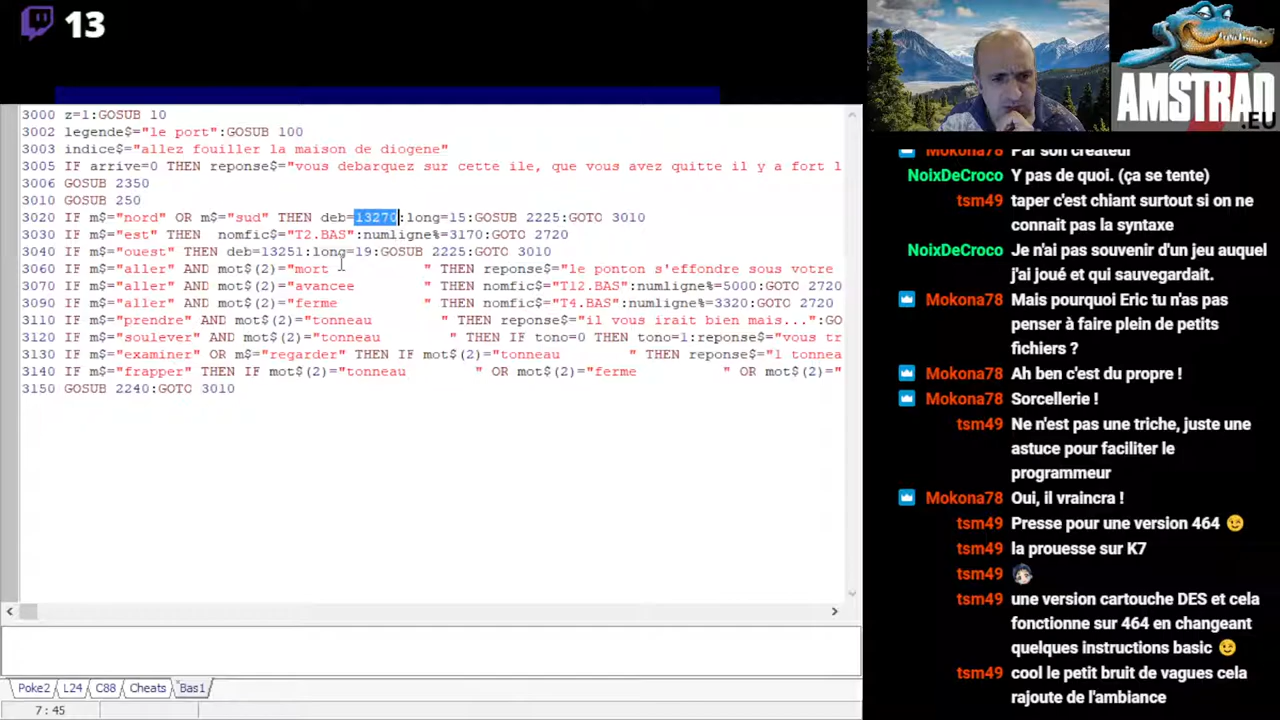 13
AMSTRAD
.EU
3000 z=1:GOSUB 10
3002 legende$="le port":GOSUB 100
3003 indice$="allez fouiller la maison de diogene"
3005 IF arrive=0 THEN reponse$="vous debarquez sur cette ile, que vous avez quitte il y a fort l
3006 GOSUB 2350
3010 GOSUB 250
3020 IF m$="nord" OR m$="sud" THEN deb=13270:long=15:GOSUB 2225:GOTO 3010
3030 IF m$="est" THEN nomfic$="T2.BAS":numligne%=3170:GOTO 2720
3040 IF m$="ouest" THEN deb=13251:long=19:GOSUB 2225:GOTO 3010
3060 IF m$="aller" AND mot$(2)="mort " THEN reponse$="le ponton s'effondre sous votre
3070 IF m$="aller" AND mot$(2)="avancee " THEN nomfic$="T12.BAS":numligne%=5000:GOTO 2720
3090 IF m$="aller" AND mot$(2)="ferme " THEN nomfic$="T4.BAS":numligne%=3320:GOTO 2720
3110 IF m$="prendre" AND mot$(2)="tonneau " THEN reponse$="il vous irait bien mais...":GO
3120 IF m$="soulever" AND mot$(2)="tonneau " THEN IF tono=0 THEN tono=1:reponse$="vous tr
3130 IF m$="examiner" OR m$="regarder" THEN IF mot$(2)="tonneau " THEN reponse$="l tonnea
3140 IF m$="frapper" THEN IF mot$(2)="tonneau " OR mot$(2)="ferme " OR mot$(2)="
3150 GOSUB 2240:GOTO 3010
Poke2 L24 C88 Cheats Bas1
7 : 45
Mokona78 Par son créateur
NoixDeCroco Y pas de quoi. (ça se tente)
tsm49 taper c'est chiant surtout si on ne
connait pas la syntaxe
NoixDeCroco Je n'ai pas souvenir d'un jeu auquel
j'ai joué et qui sauvegardait.
Mokona78 Mais pourquoi Eric tu n'as pas
penser à faire plein de petits
fichiers ?
Mokona78 Ah ben c'est du propre !
Mokona78 Sorcellerie !
tsm49 Ne n'est pas une triche, juste une
astuce pour faciliter le
programmeur
Mokona78 Oui, il vraincra !
tsm49 Presse pour une version 464 😉
tsm49 la prouesse sur K7
tsm49
tsm49 une version cartouche DES et cela
fonctionne sur 464 en changeant
quelques instructions basic 😉
tsm49 cool le petit bruit de vagues cela
rajoute de l'ambiance